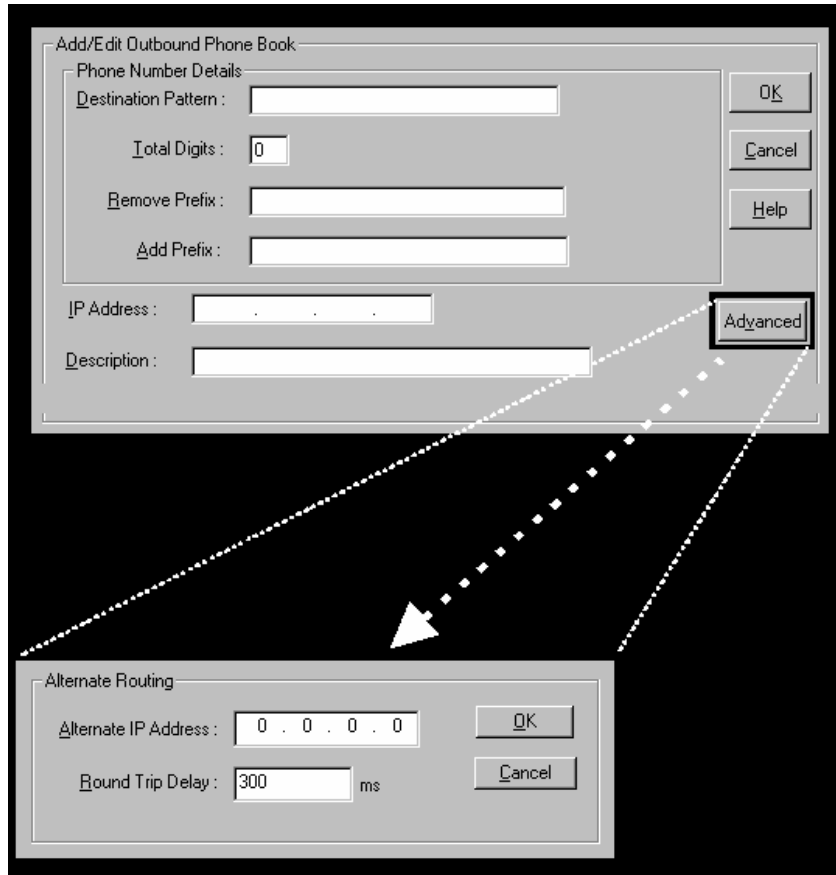 Add/Edit Outbound Phone Book
Phone Number Details
Destination Pattern :
OK
Total Digits : 0
Cancel
Remove Prefix :
Help
Add Prefix :
IP Address : . . .
Advanced
Description :
Alternate Routing
Alternate IP Address : 0 . 0 . 0 . 0
OK
Round Trip Delay : 300 ms
Cancel